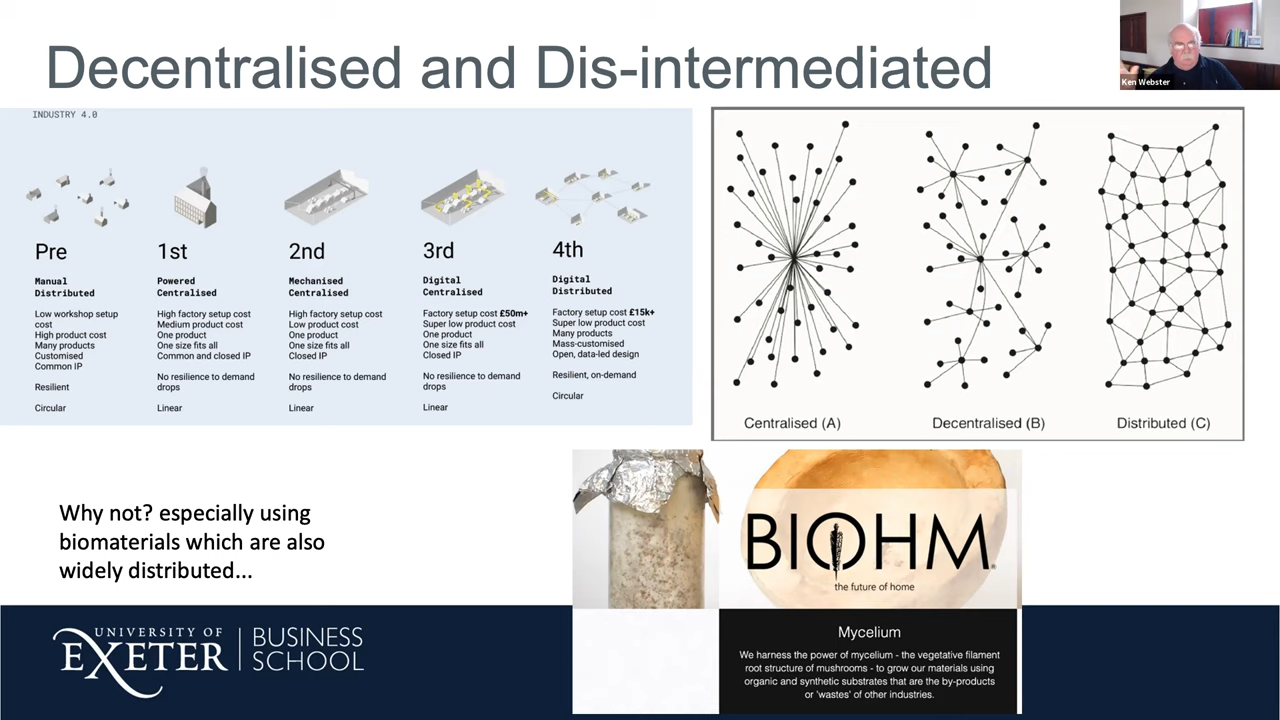 Decentralised and Dis-intermediated
Ken Webster
INDUSTRY 4.0
Pre
Manual
Distributed
Low workshop setup
cost
High product cost
Many products
Customised
Common IP
Resilient
Circular
1st
Powered
Centralised
High factory setup cost
Medium product cost
One product
One size fits all
Common and closed IP
No resilience to demand
drops
Linear
2nd
Mechanised
Centralised
High factory setup cost
Low product cost
One product
One size fits all
Closed IP
No resilience to demand
drops
Linear
3rd
Digital
Centralised
Factory setup cost £50m+
Super low product cost
One product
One size fits all
Closed IP
No resilience to demand
drops
Linear
4th
Digital
Distributed
Factory setup cost £15k+
Super low product cost
Many products
Mass-customised
Open, data-led design
Resilient, on-demand
Circular
Centralised (A)
Decentralised (B)
Distributed (C)
Why not? especially using
biomaterials which are also
widely distributed...
BIOHM®
the future of home
Mycelium
We harness the power of mycelium - the vegetative filament
root structure of mushrooms - to grow our materials using
organic and synthetic substrates that are the by-products
or 'wastes' of other industries.
UNIVERSITY OF
EXETER
BUSINESS
SCHOOL